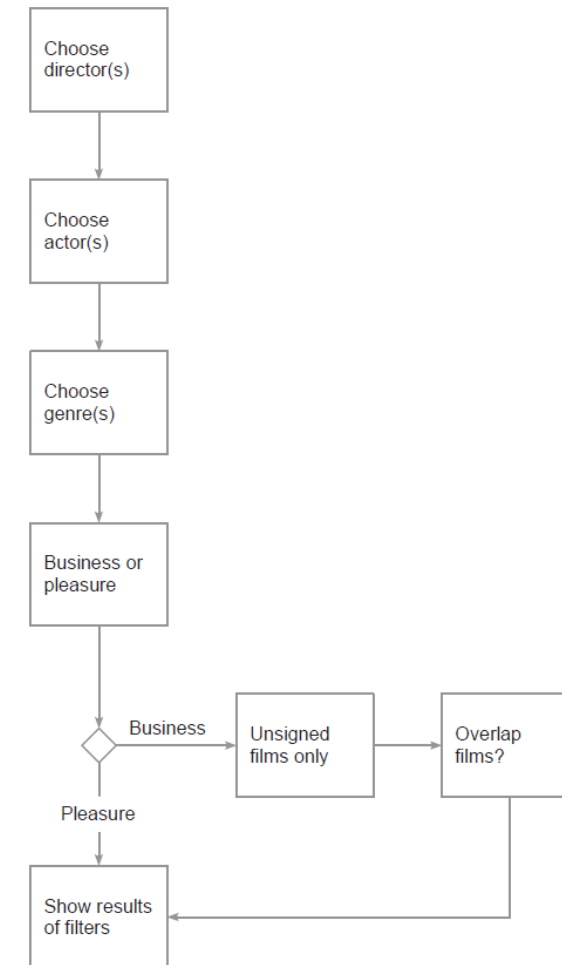 Choose
director(s)
Choose
actor(s)
Choose
genre(s)
Business or
pleasure
Business
Unsigned
films only
Overlap
films?
Pleasure
Show results
of filters